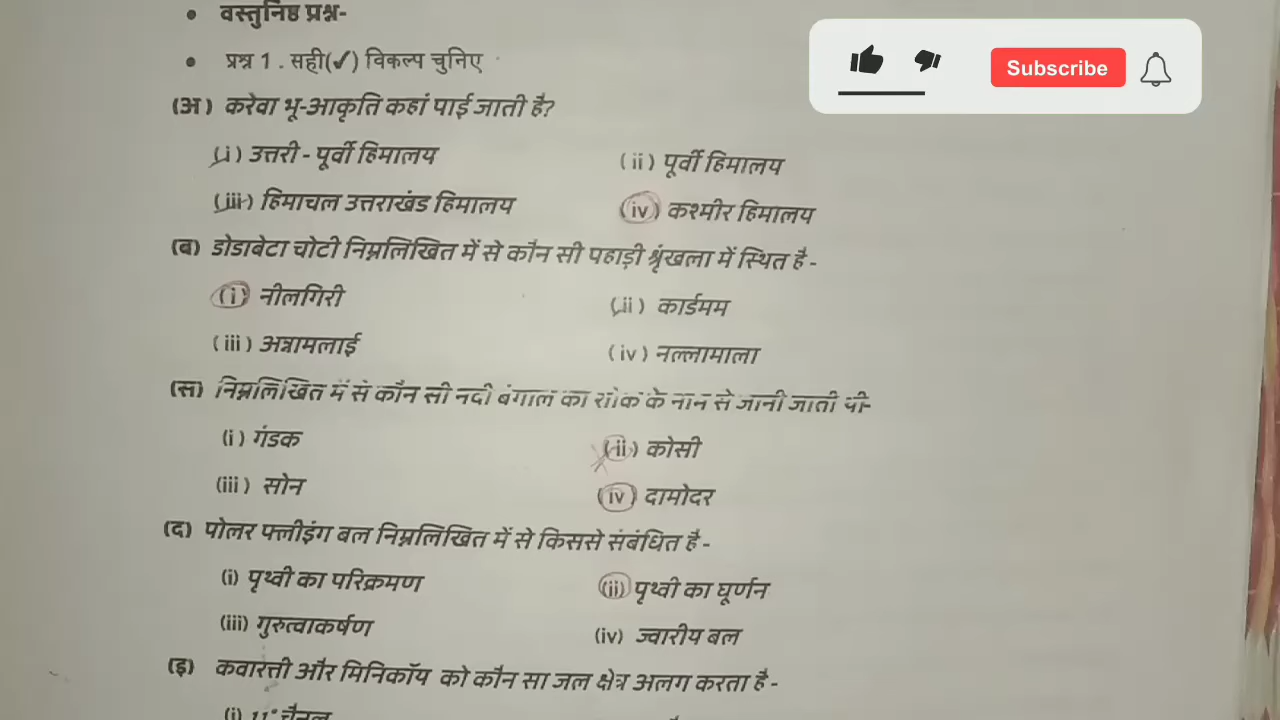 वस्तुनिष्ठ प्रश्न-
Subscribe
प्रश्न 1 . सही(✓) विकल्प चुनिए
(अ) करेवा भू-आकृति कहां पाई जाती है?
(i) उत्तरी - पूर्वी हिमालय (ii) पूर्वी हिमालय
(iii) हिमाचल उत्तराखंड हिमालय (iv) कश्मीर हिमालय
(ब) डोडाबेटा चोटी निम्नलिखित में से कौन सी पहाड़ी श्रृंखला में स्थित है -
(i) नीलगिरी (ii) कार्डमम
(iii) अन्नामलाई (iv) नल्लामाला
(स) निम्नलिखित में से कौन सी नदी बंगाल का शोक के नाम से जानी जाती थी-
(i) गंडक (ii) कोसी
(iii) सोन (iv) दामोदर
(द) पोलर फ्लीइंग बल निम्नलिखित में से किससे संबंधित है -
(i) पृथ्वी का परिक्रमण (ii) पृथ्वी का घूर्णन
(iii) गुरुत्वाकर्षण (iv) ज्वारीय बल
(इ) कवारत्ती और मिनिकॉय को कौन सा जल क्षेत्र अलग करता है -
(i) 11° चैनल